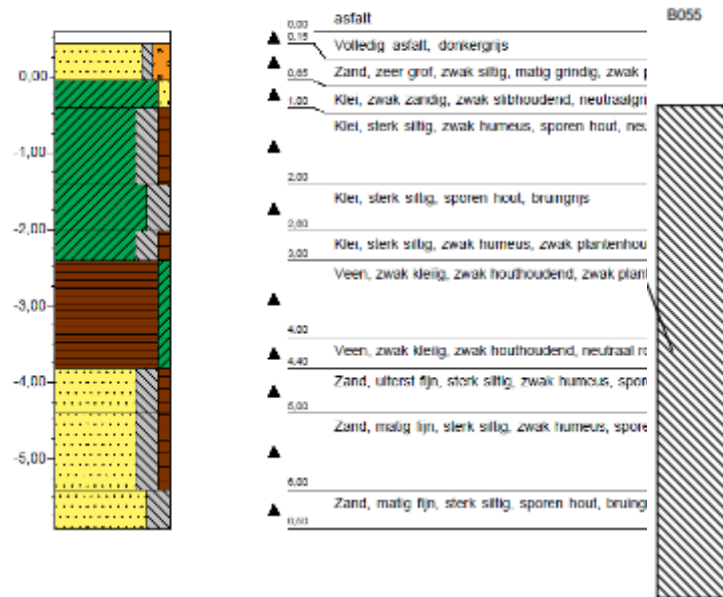 B055
asfalt
0,00
0,15
Volledig asfalt, donkergrijs
Zand, zeer grof, zwak siltig, matig grindig, zwak
0,00
0,65
Klei, zwak zandig, zwak slibhoudend, neutraalgri
1,00
Klei, sterk siltig, zwak humeus, sporen hout, neu
-1,00
2,00
Klei, sterk siltig, sporen hout, bruingrijs
-2,00
2,60
Klei, sterk siltig, zwak humeus, zwak plantenhou
3,00
Veen, zwak kleiig, zwak houthoudend, zwak plant
-3,00
4,00
Veen, zwak kleiig, zwak houthoudend, neutraal ro
4,40
-4,00
Zand, uiterst fijn, sterk siltig, zwak humeus, spor
5,00
Zand, matig fijn, sterk siltig, zwak humeus, spore
-5,00
6,00
Zand, matig fijn, sterk siltig, sporen hout, bruing
6,50